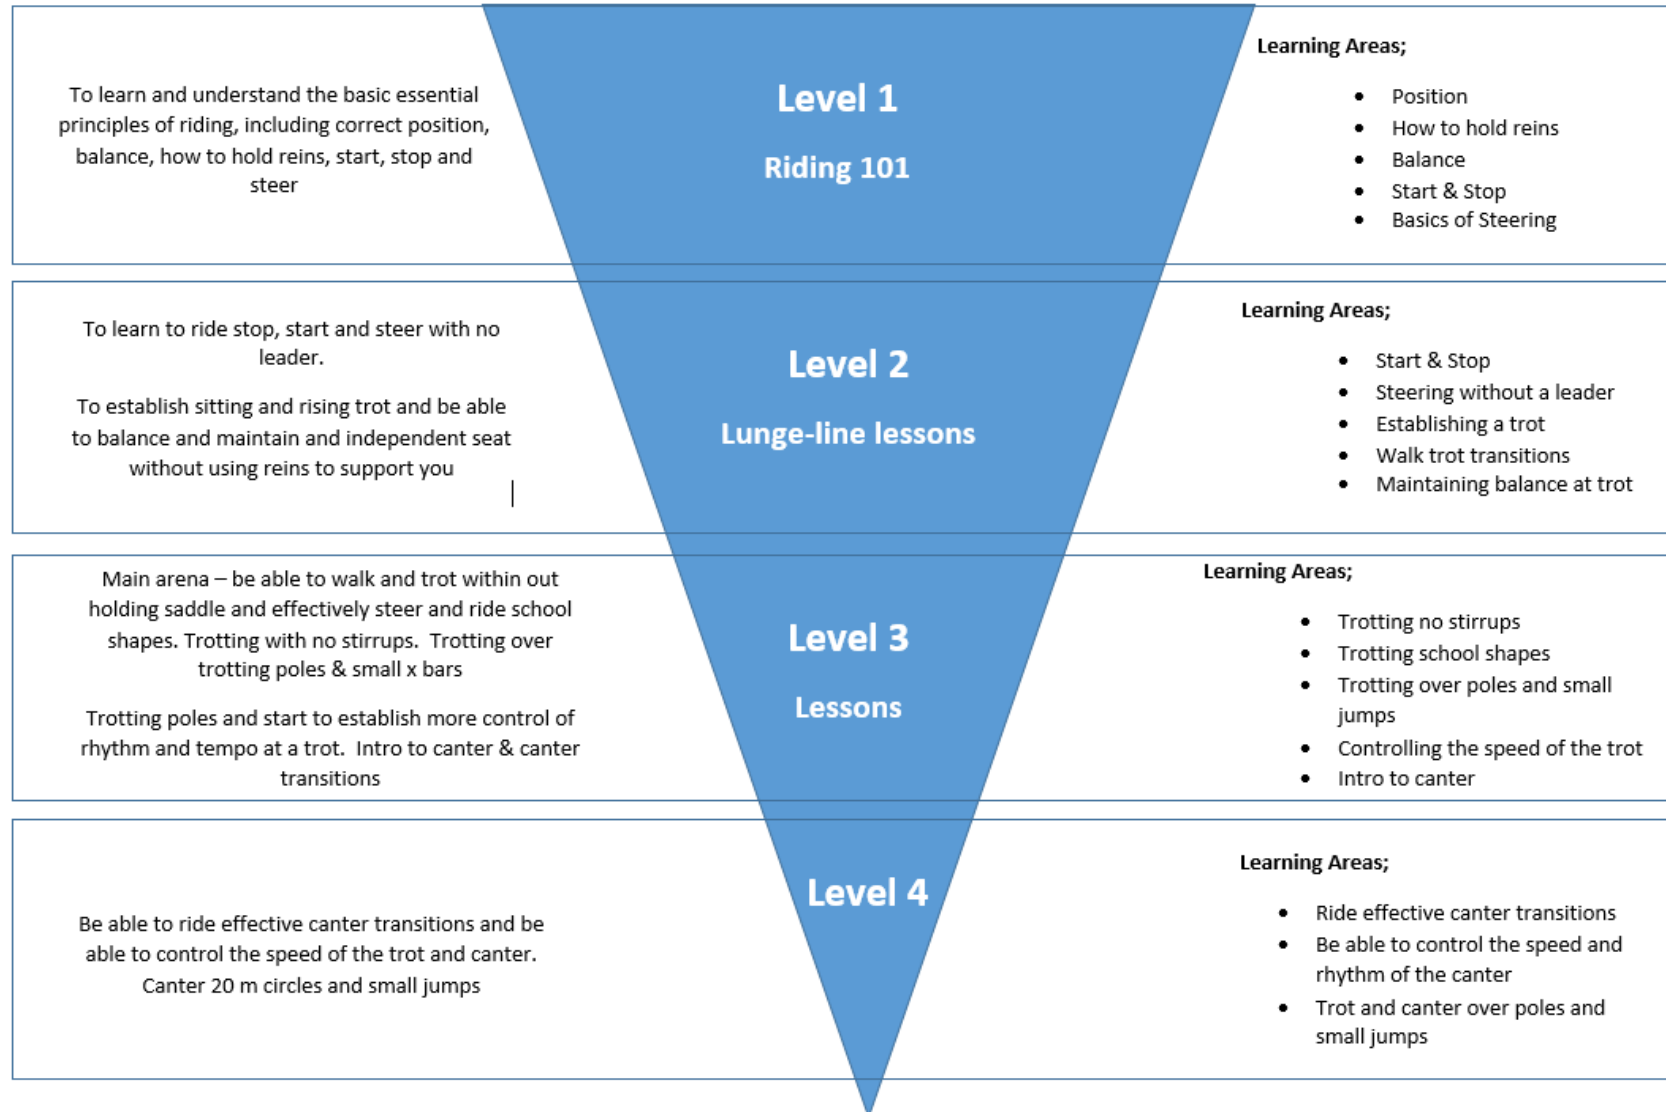 To learn and understand the basic essential
principles of riding, including correct position,
balance, how to hold reins, start, stop and
steer
Level 1
Riding 101
Learning Areas;
• Position
• How to hold reins
• Balance
• Start & Stop
• Basics of Steering
To learn to ride stop, start and steer with no
leader.
To establish sitting and rising trot and be able
to balance and maintain and independent seat
without using reins to support you
Level 2
Lunge-line lessons
Learning Areas;
• Start & Stop
• Steering without a leader
• Establishing a trot
• Walk trot transitions
• Maintaining balance at trot
Main arena – be able to walk and trot within out
holding saddle and effectively steer and ride school
shapes. Trotting with no stirrups.  Trotting over
trotting poles & small x bars
Trotting poles and start to establish more control of
rhythm and tempo at a trot.  Intro to canter & canter
transitions
Level 3
Lessons
Learning Areas;
• Trotting no stirrups
• Trotting school shapes
• Trotting over poles and small
jumps
• Controlling the speed of the trot
• Intro to canter
Be able to ride effective canter transitions and be
able to control the speed of the trot and canter.
Canter 20 m circles and small jumps
Level 4
Learning Areas;
• Ride effective canter transitions
• Be able to control the speed and
rhythm of the canter
• Trot and canter over poles and
small jumps